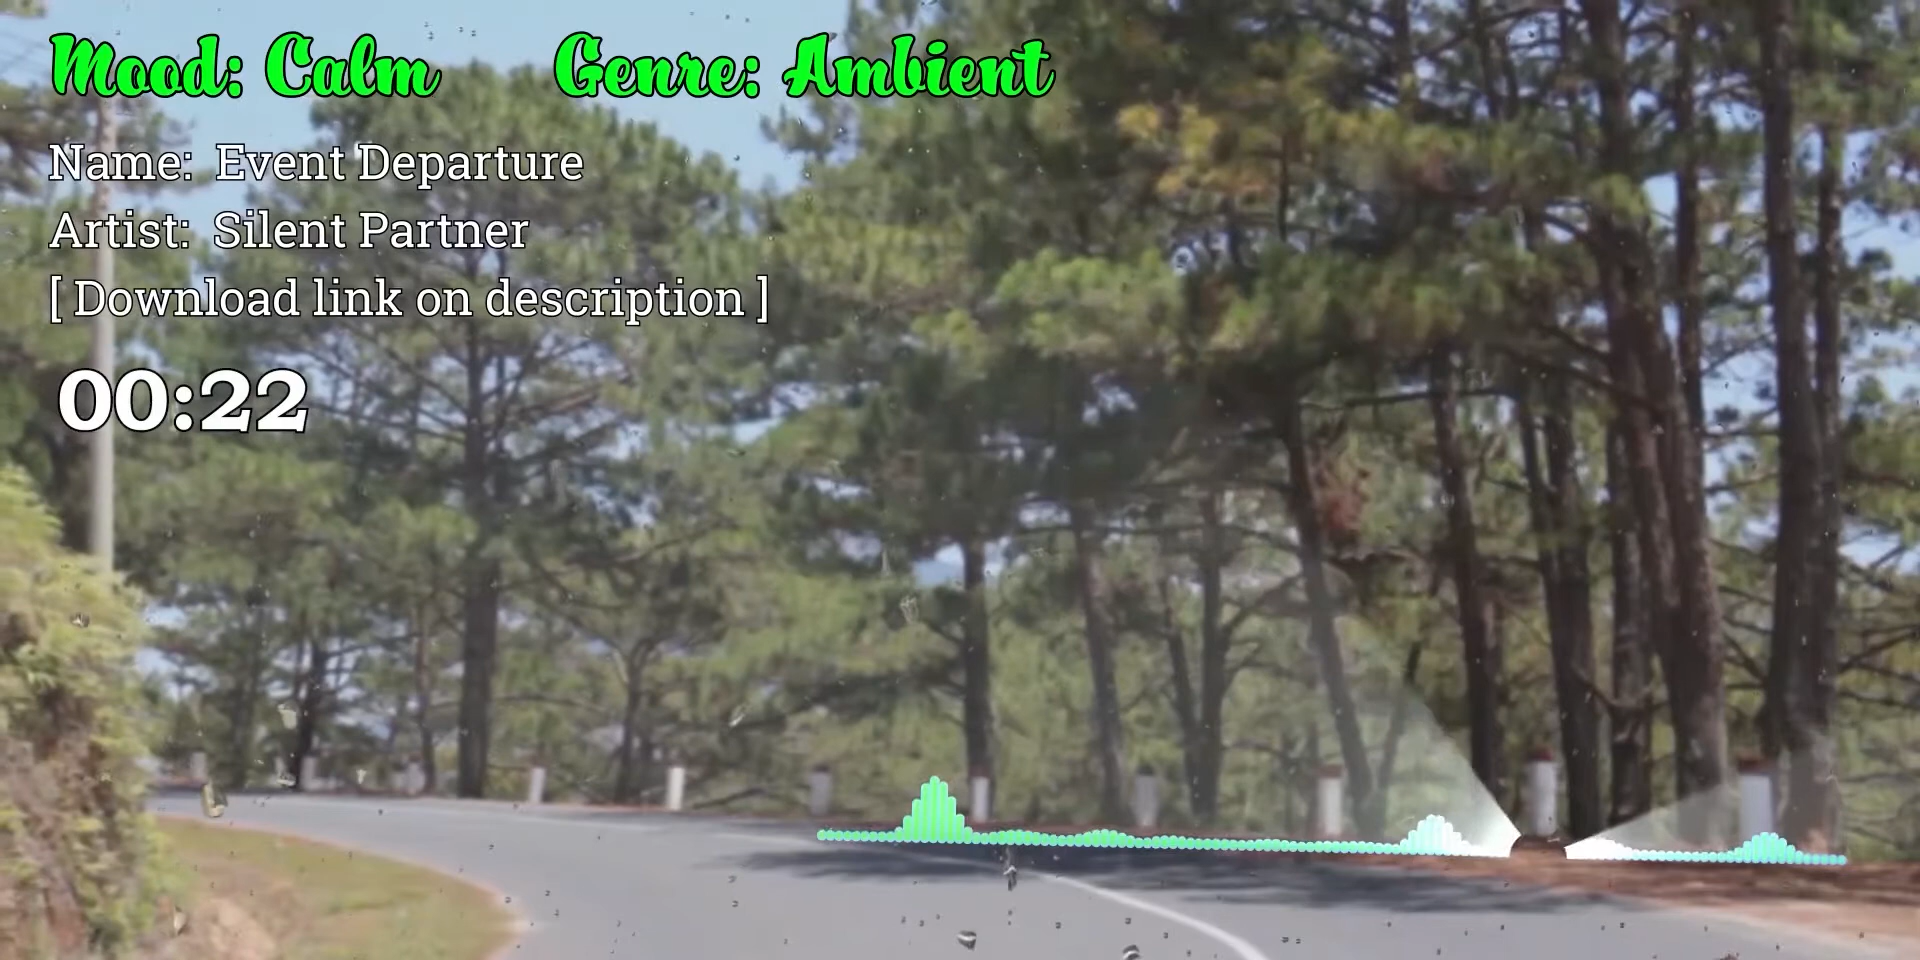 Mood: Calm Genre: Ambient
Name: Event Departure
Artist: Silent Partner
[ Download link on description ]
00:22